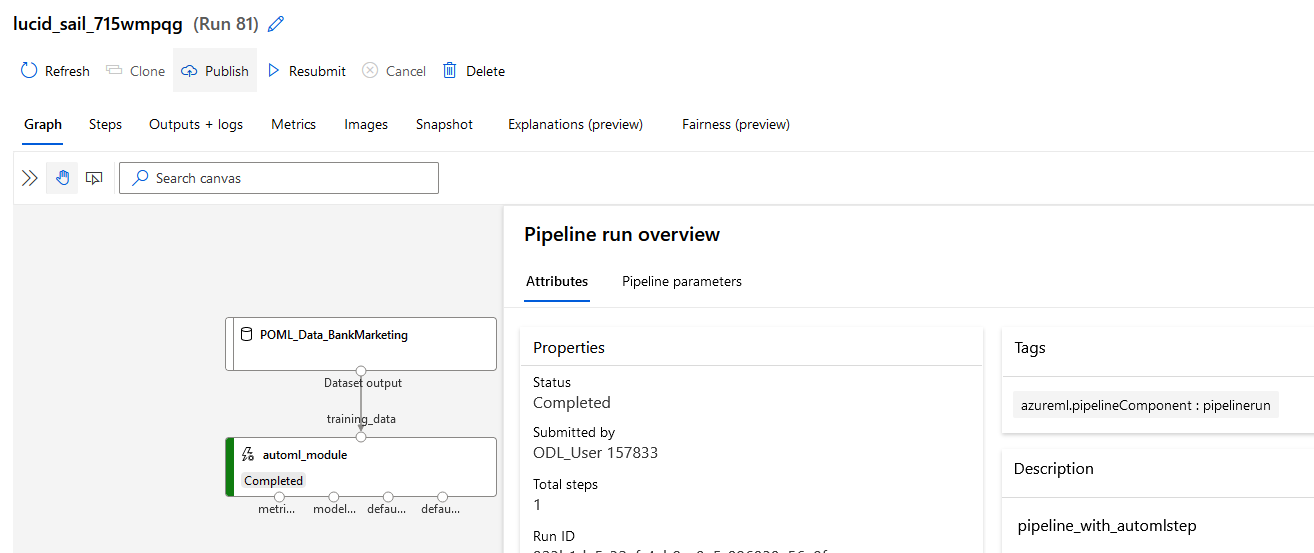 lucid_sail_715wmpqg (Run 81)
Refresh Clone Publish Resubmit Cancel Delete
Graph Steps Outputs + logs Metrics Images Snapshot Explanations (preview) Fairness (preview)
Search canvas
POML_Data_BankMarketing
Dataset output
training_data
automl_module
Completed
metri... model... defau... defau...
Pipeline run overview
Attributes Pipeline parameters
Properties
Status
Completed
Submitted by
ODL_User 157833
Total steps
1
Run ID
Tags
azureml.pipelineComponent : pipelinerun
Description
pipeline_with_automlstep